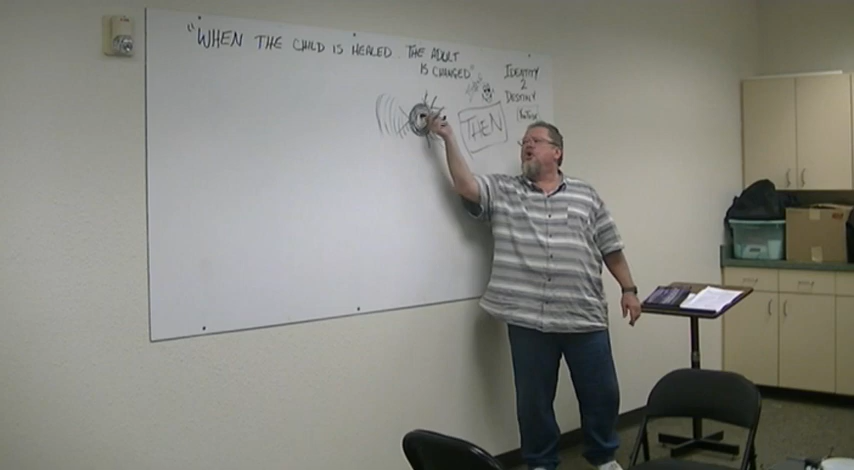 "WHEN THE CHILD IS HEALED THE ADULT
IS CHANGED"
IDENTITY
2
DESTINY
THEN